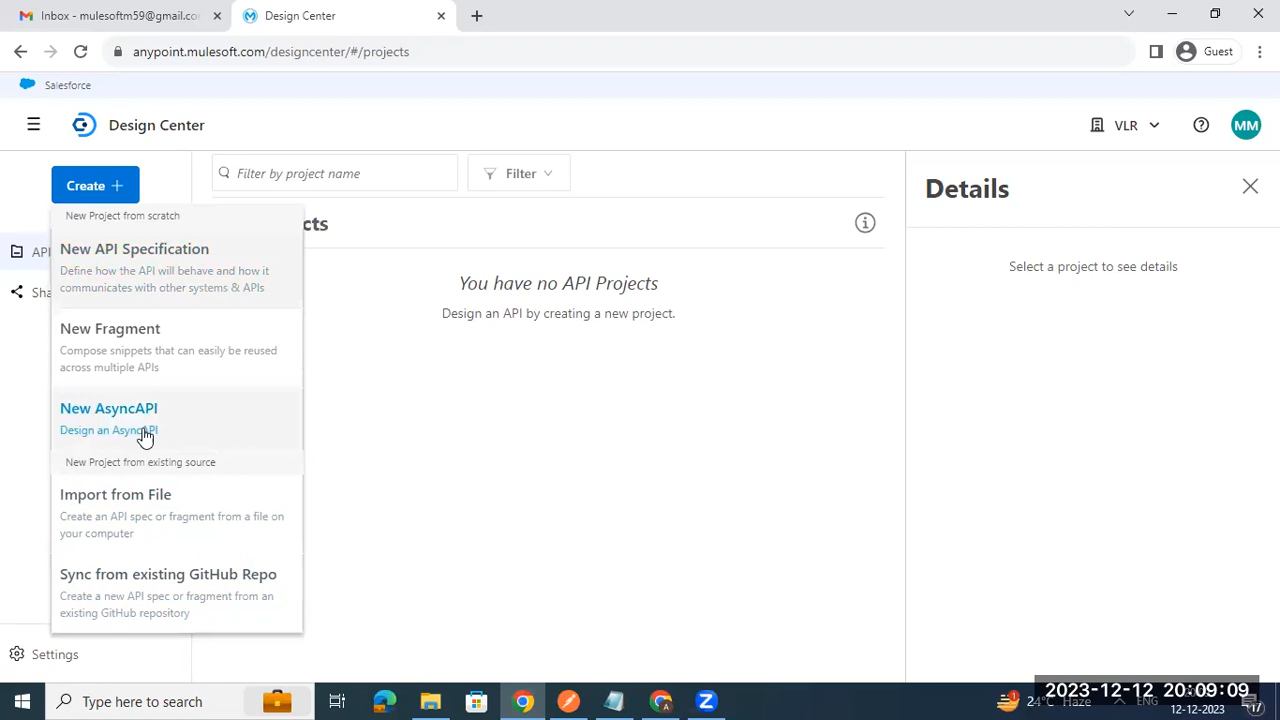 Inbox - mulesoftm59@gmail.co
Design Center
anypoint.mulesoft.com/designcenter/#/projects
Guest
Salesforce
Design Center
VLR
MM
Create +
Filter by project name
Filter
Details
New Project from scratch
cts
New API Specification
Define how the API will behave and how it
communicates with other systems & APIs
API
Sha
You have no API Projects
Design an API by creating a new project.
Select a project to see details
New Fragment
Compose snippets that can easily be reused
across multiple APIs
New AsyncAPI
Design an AsyncAPI
New Project from existing source
Import from File
Create an API spec or fragment from a file on
your computer
Sync from existing GitHub Repo
Create a new API spec or fragment from an
existing GitHub repository
Settings
Type here to search
24°C Haze
ENG
2023-12-12 20:09:09
12-12-2023
17